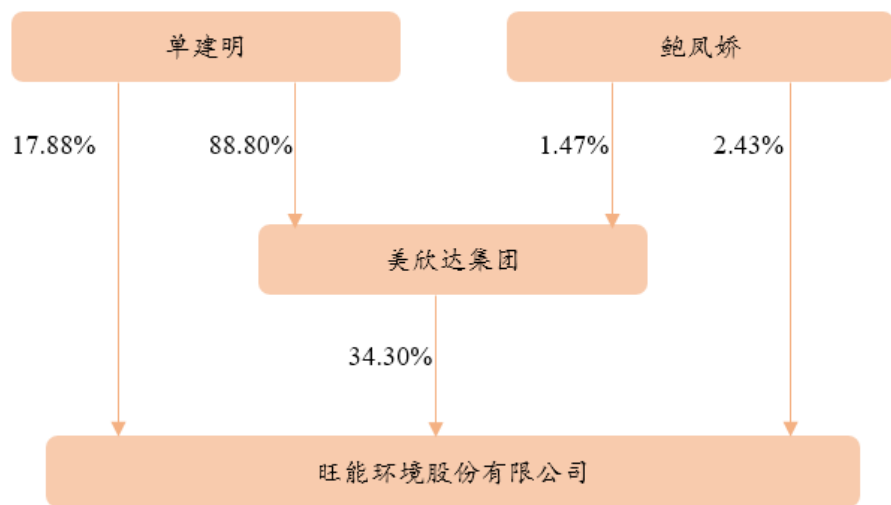 单建明
鲍凤娇
17.88%
88.80%
1.47%
2.43%
美欣达集团
34.30%
旺能环境股份有限公司